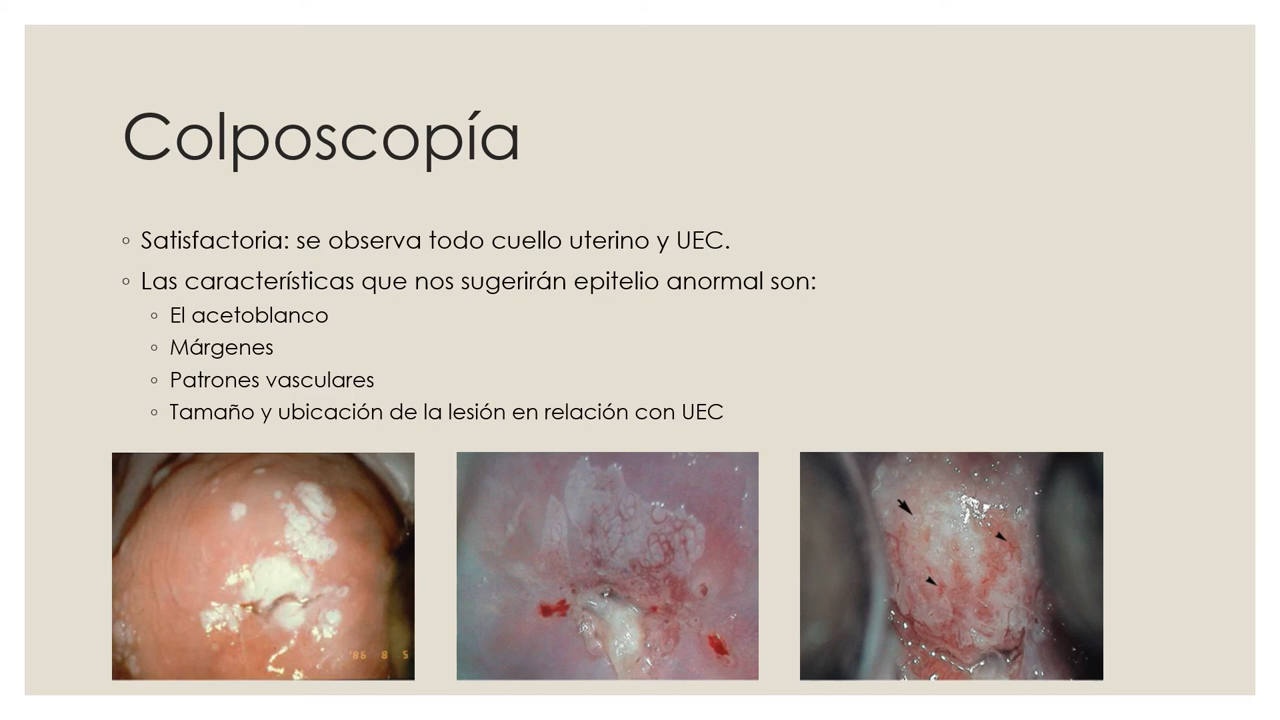 Colposcopía
Satisfactoria: se observa todo cuello uterino y UEC.
Las características que nos sugerirán epitelio anormal son:
El acetoblanco
Márgenes
Patrones vasculares
Tamaño y ubicación de la lesión en relación con UEC
'86 8 5